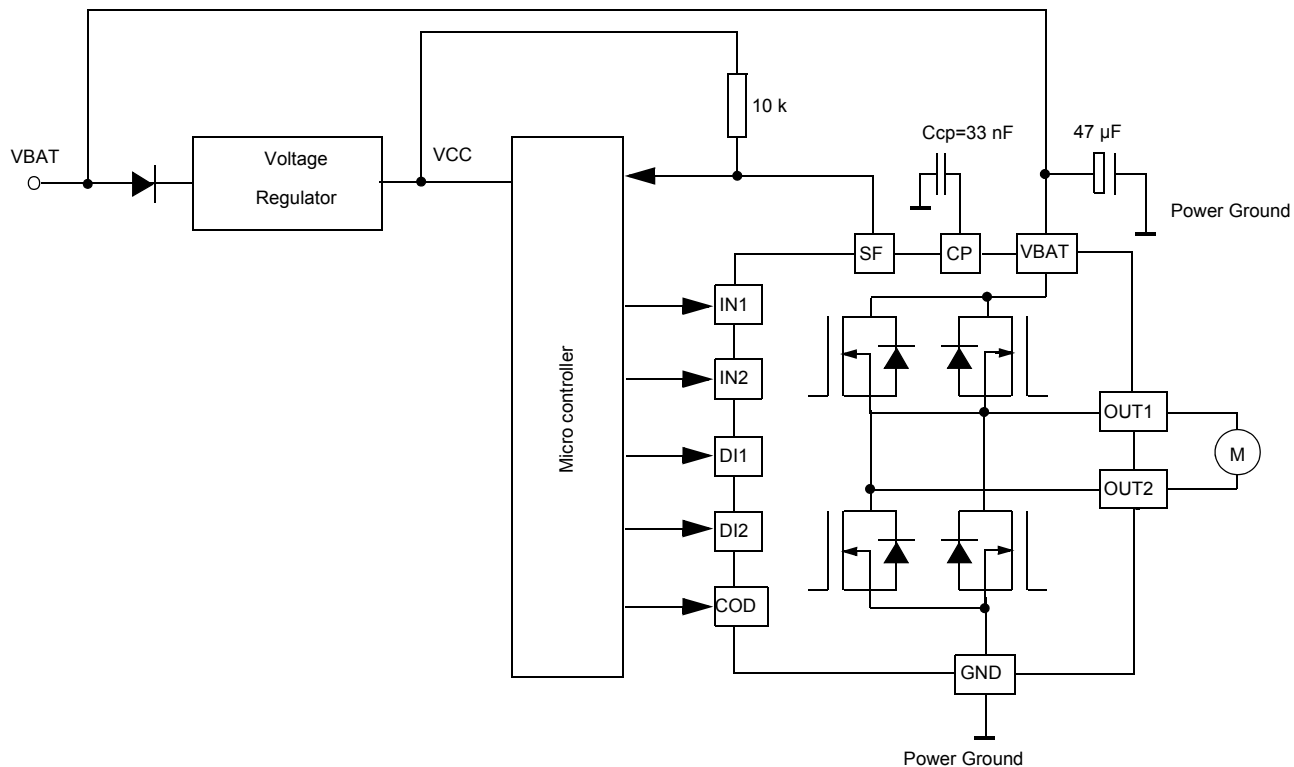 10 k
Ccp=33 nF
47 µF
VBAT
Voltage
Regulator
VCC
Power Ground
SF
CP
VBAT
IN1
IN2
Micro controller
DI1
DI2
COD
OUT1
M
OUT2
GND
Power Ground